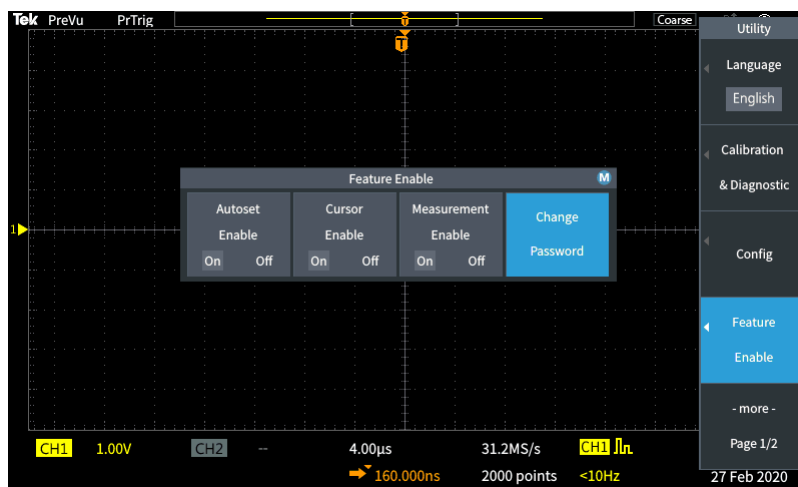 Tek PreVu PrTrig Coarse
T
T
Utility
Language
English
Calibration
& Diagnostic
Config
Feature
Enable
- more -
Page 1/2
Feature Enable M
Autoset
Enable
On Off
Cursor
Enable
On Off
Measurement
Enable
On Off
Change
Password
1
CH1 1.00V CH2 -- 4.00µs 31.2MS/s CH1
160.000ns 2000 points <10Hz 27 Feb 2020